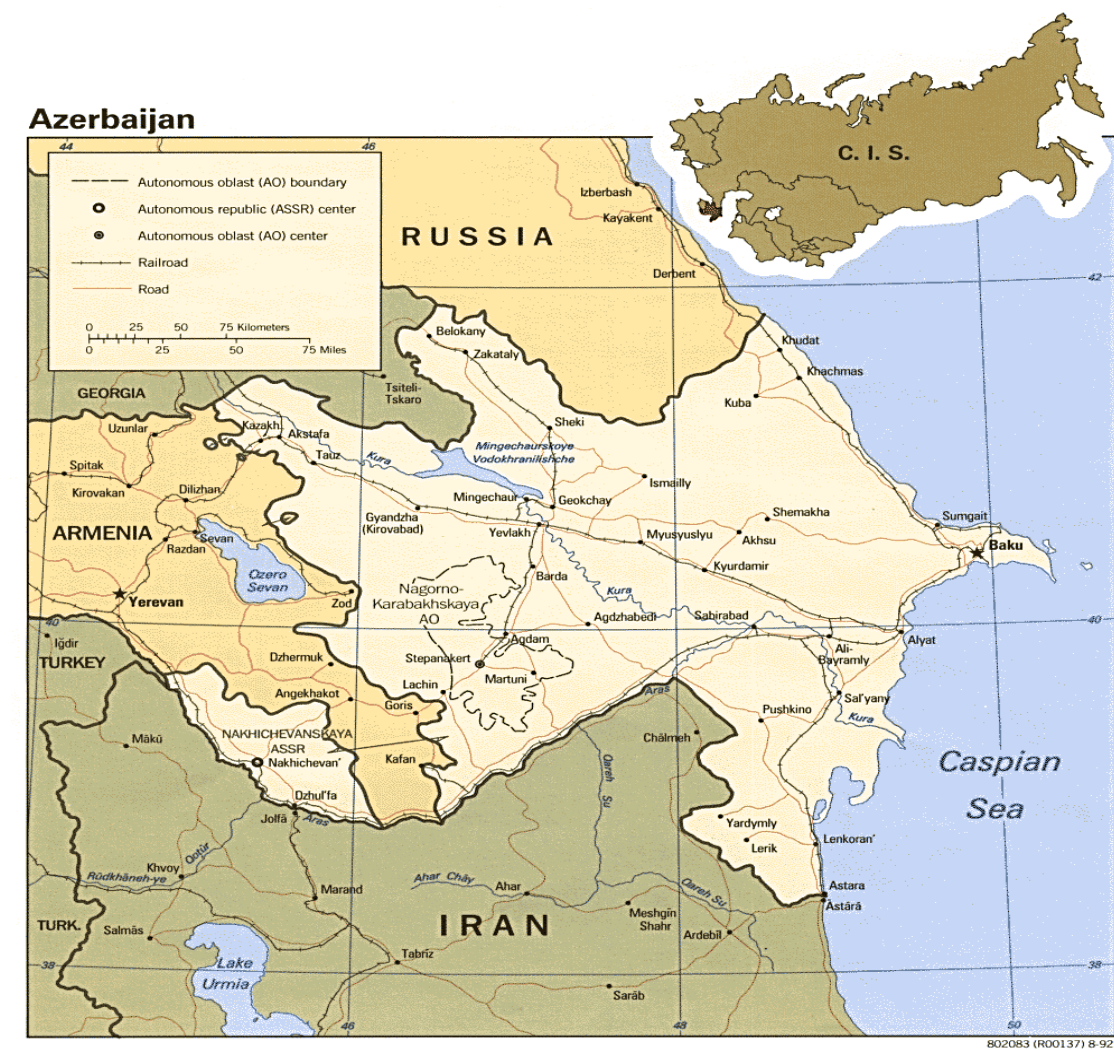 Azerbaijan
C. I. S.
44
46
Autonomous oblast (AO) boundary
Autonomous republic (ASSR) center
Autonomous oblast (AO) center
Railroad
Road
0 25 50 75 Kilometers
0 25 50 75 Miles
RUSSIA
Izberbash
Kayakent
Derbent
42
Belokany
Zakataly
Khudat
Khachmas
Kuba
GEORGIA
Tsiteli-
Tskaro
Uzunlar
Kazakh
Akstafa
Tauz
Kura
Sheki
Mingechaurskoye
Vodokhranilishche
Spitak
Kirovakan
Dilizhan
Mingechaur
Geokchay
Ismailly
Gyandzha
(Kirovabad)
Yevlakh
Shemakha
Sumgait
ARMENIA
Razdan
Sevan
Myusyuslyu
Akhsu
Baku
Ozero
Sevan
Kyurdamir
Yerevan
Zod
Nagorno-
Karabakhskaya
AO
Barda
Kura
40
Agdzhabedi
Sabirabad
40
Iğdir
TURKEY
Agdam
Alyat
Ali-
Bayramly
Dzhermuk
Stepanakert
Martuni
Lachin
Angekhakot
Goris
Aras
Sal'yany
Pushkino
Kura
NAKHICHEVANSKAYA
ASSR
Nakhichevan'
Mākū
Kafan
Chālmeh
Qareh Su
Caspian
Sea
Dzhul'fa
Jolfā
Aras
Yardymly
Lerik
Lenkoran'
Khvoy
Qotūr
Rūdkhāneh-ye
Marand
Ahar Chāy
Ahar
Qareh Su
Astara
Āstārā
TURK.
Salmās
IRAN
Meshgīn
Shahr
Ardebīl
Tabrīz
38
Lake
Urmia
38
Sarāb
46
48
50
802083 (R00137) 8-92